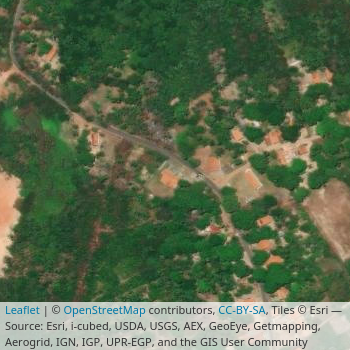 Leaflet | © OpenStreetMap contributors, CC-BY-SA, Tiles © Esri —
Source: Esri, i-cubed, USDA, USGS, AEX, GeoEye, Getmapping,
Aerogrid, IGN, IGP, UPR-EGP, and the GIS User Community